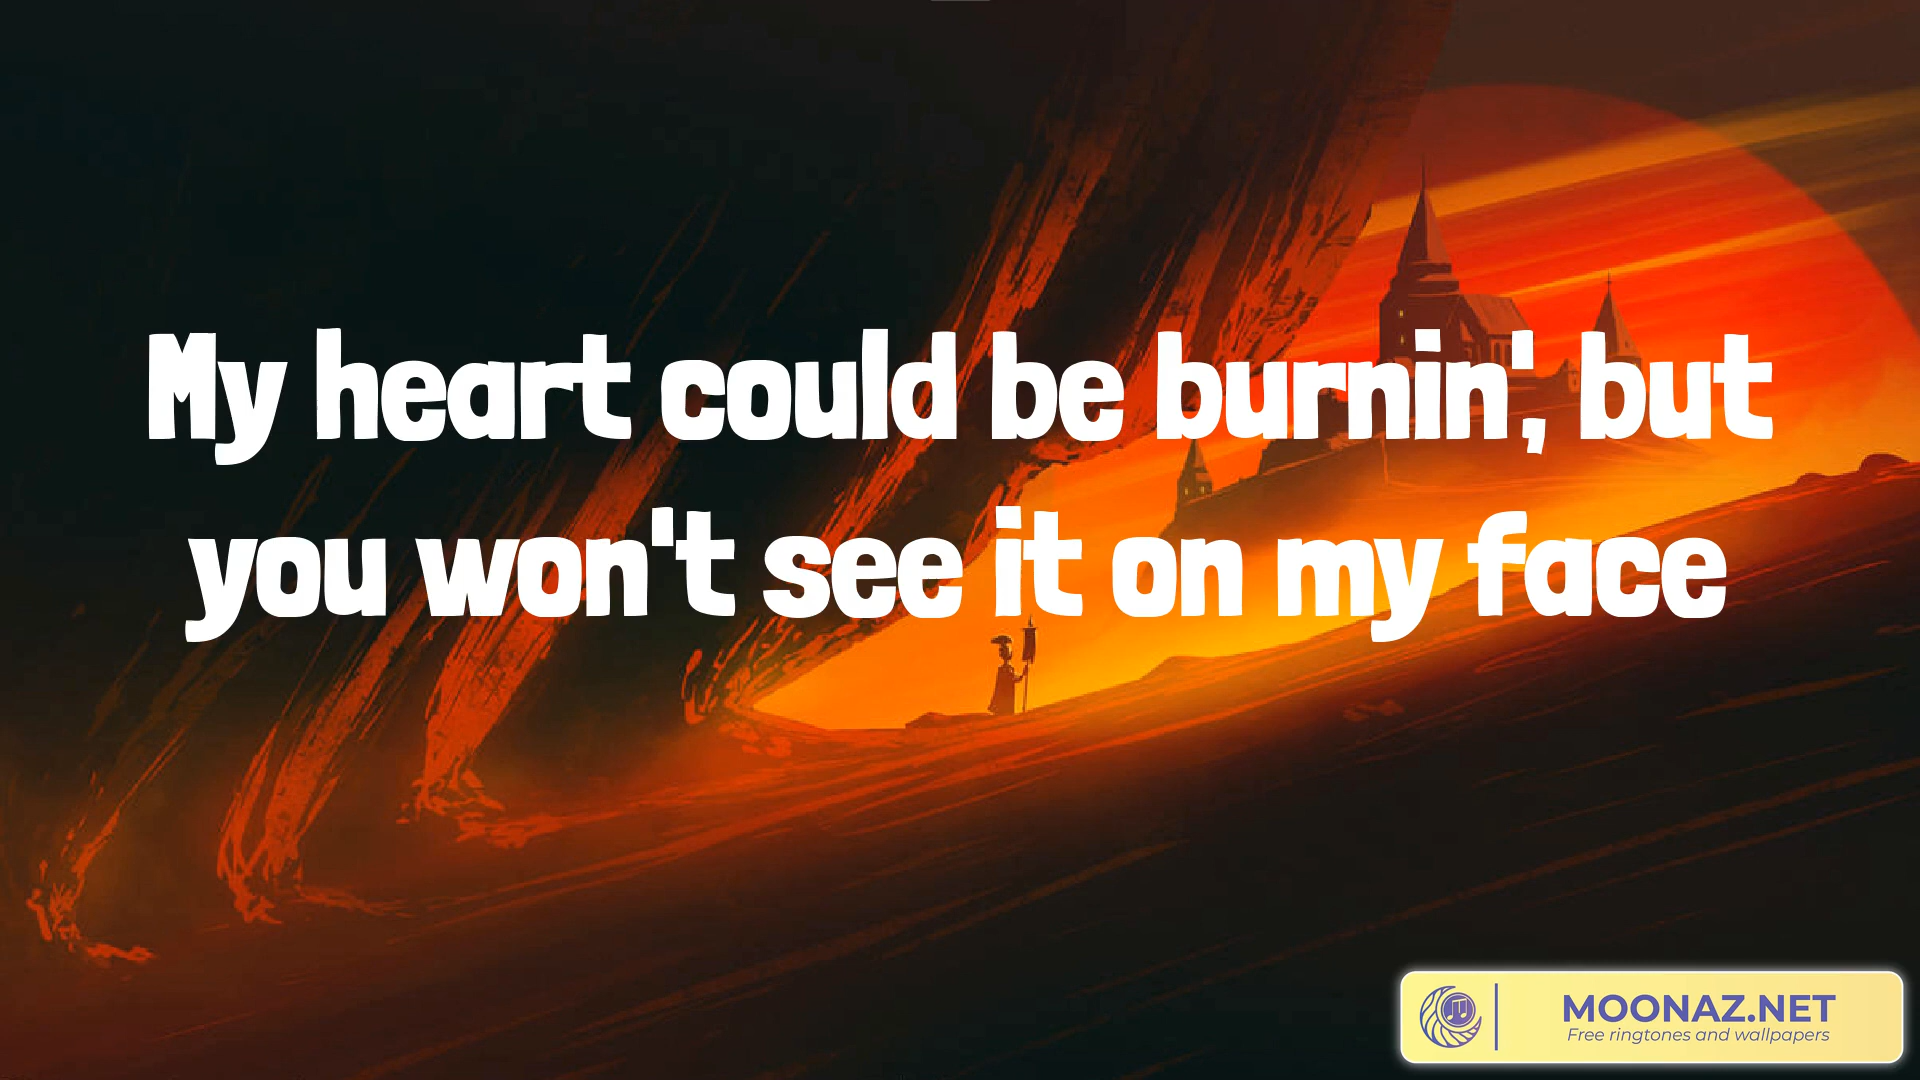 My heart could be burnin', but
you won't see it on my face
MOONAZ.NET
Free ringtones and wallpapers